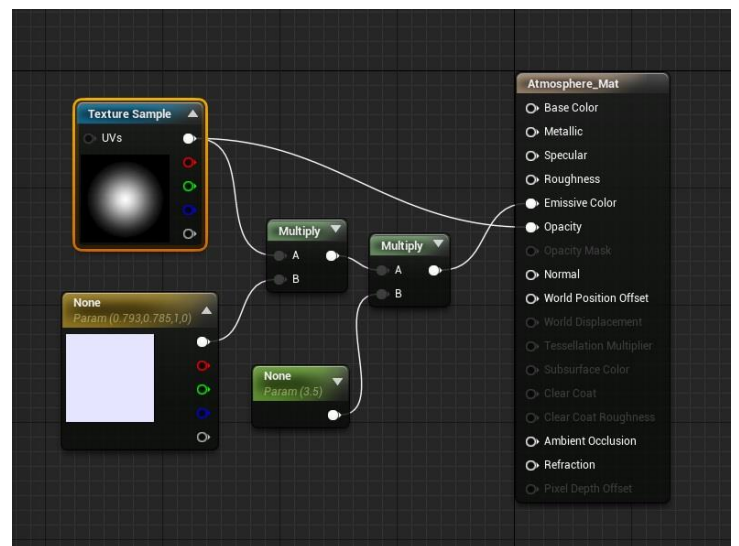 Texture Sample
UVs
None
Param (0.793,0.785,1,0)
Multiply
A
B
None
Param (3.5)
Multiply
A
B
Atmosphere_Mat
Base Color
Metallic
Specular
Roughness
Emissive Color
Opacity
Opacity Mask
Normal
World Position Offset
World Displacement
Tessellation Multiplier
Subsurface Color
Clear Coat
Clear Coat Roughness
Ambient Occlusion
Refraction
Pixel Depth Offset